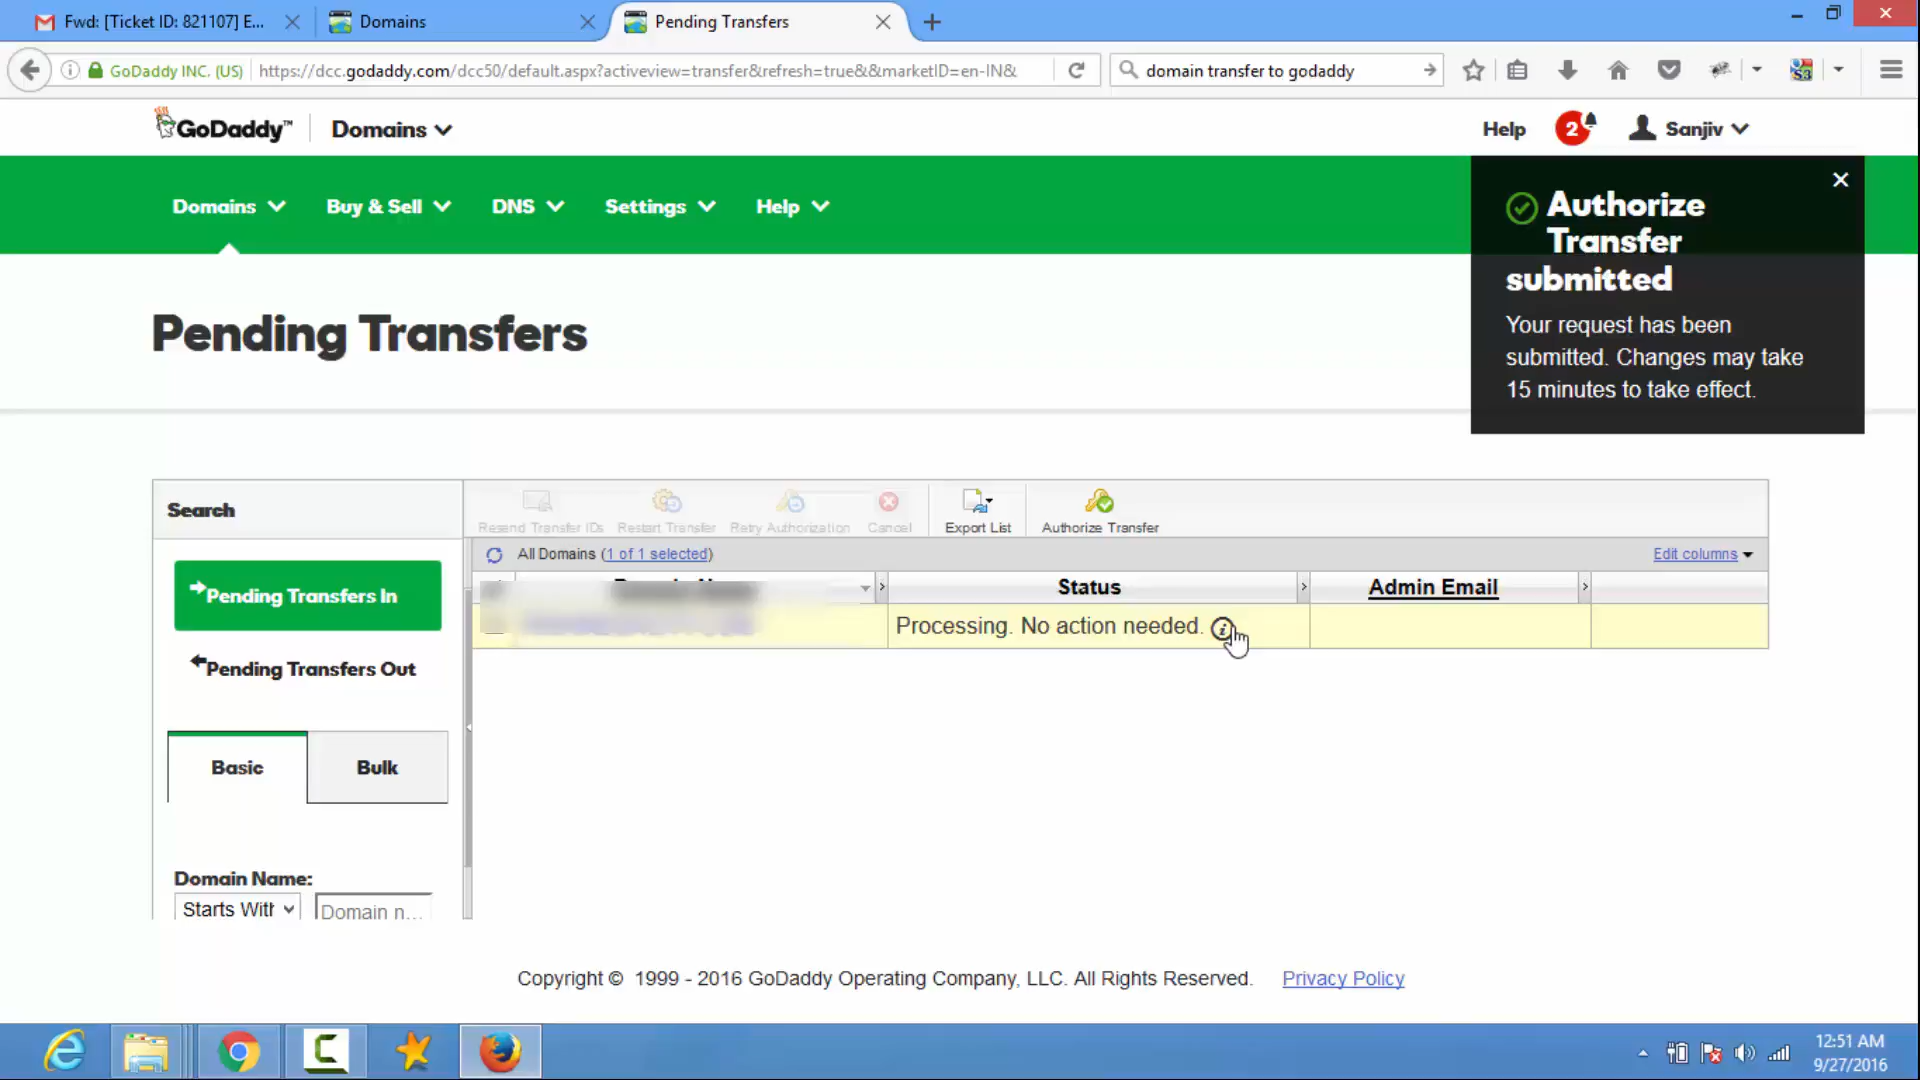 Fwd: [Ticket ID: 821107] E...
Domains
Pending Transfers
GoDaddy INC. (US)
https://dcc.godaddy.com/dcc50/default.aspx?activeview=transfer&refresh=true&&marketID=en-IN&
domain transfer to godaddy
GoDaddy™
Domains
Help
2
Sanjiv
Domains
Buy & Sell
DNS
Settings
Help
Authorize
Transfer
submitted
Your request has been
submitted. Changes may take
15 minutes to take effect.
Pending Transfers
Search
Resend Transfer IDs
Restart Transfer
Retry Authorization
Cancel
Export List
Authorize Transfer
All Domains (1 of 1 selected)
Edit columns
Status
Admin Email
Pending Transfers In
Processing. No action needed.
Pending Transfers Out
Basic
Bulk
Domain Name:
Starts With
Domain n...
Copyright © 1999 - 2016 GoDaddy Operating Company, LLC. All Rights Reserved.
Privacy Policy
12:51 AM
9/27/2016